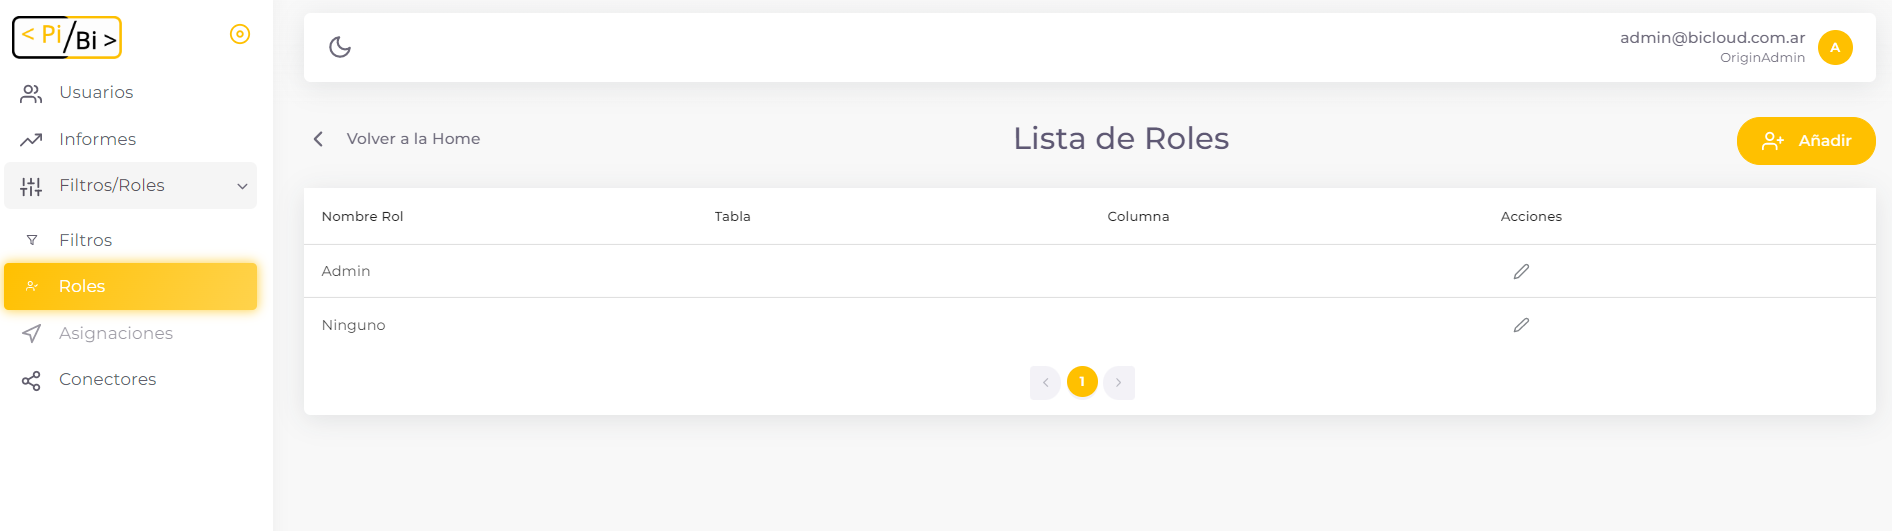 < Pi/Bi >
Usuarios
Informes
Filtros/Roles
Filtros
Roles
Asignaciones
Conectores
admin@bicloud.com.ar
OriginAdmin
A
Volver a la Home
Lista de Roles
Añadir
Nombre Rol Tabla Columna Acciones
Admin
Ninguno
1